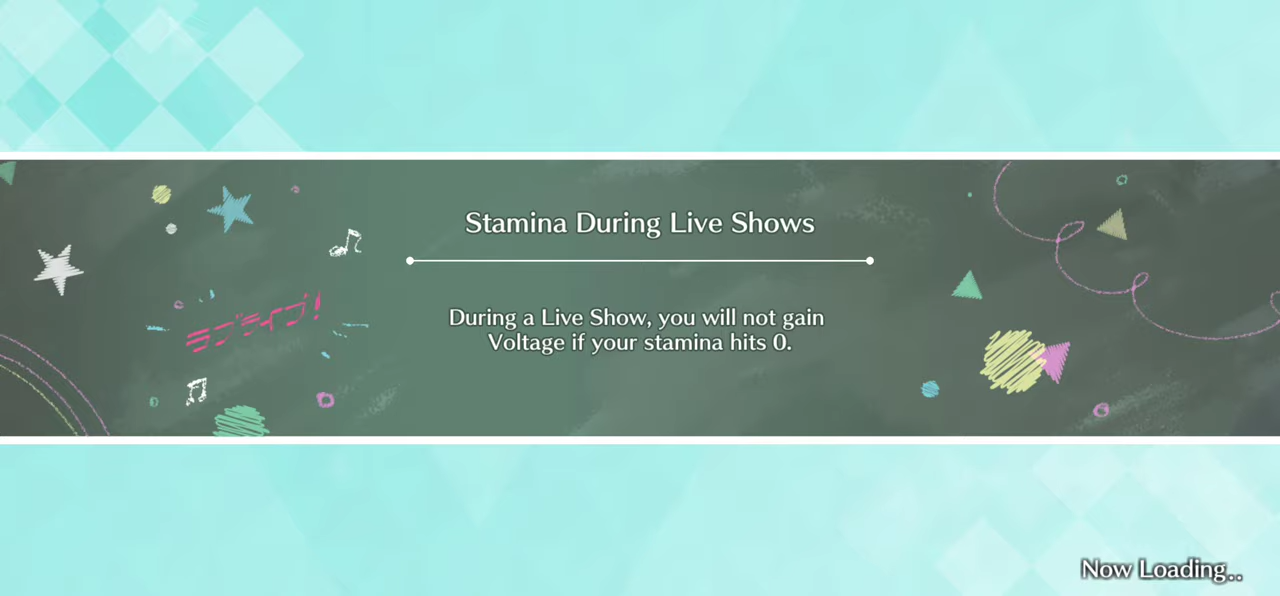 Stamina During Live Shows
ラブライブ!
During a Live Show, you will not gain
Voltage if your stamina hits 0.
Now Loading..